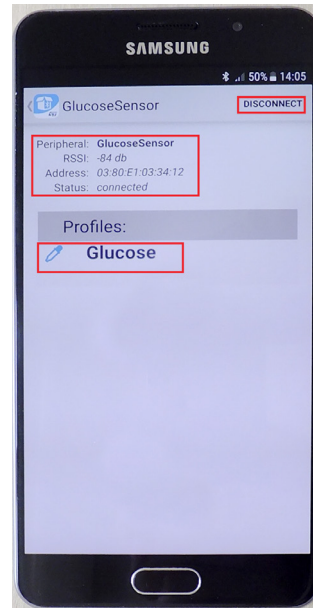 SAMSUNG
50% 14:05
GlucoseSensor
DISCONNECT
Peripheral: GlucoseSensor
RSSI: -84 db
Address: 03:80:E1:03:34:12
Status: connected
Profiles:
Glucose